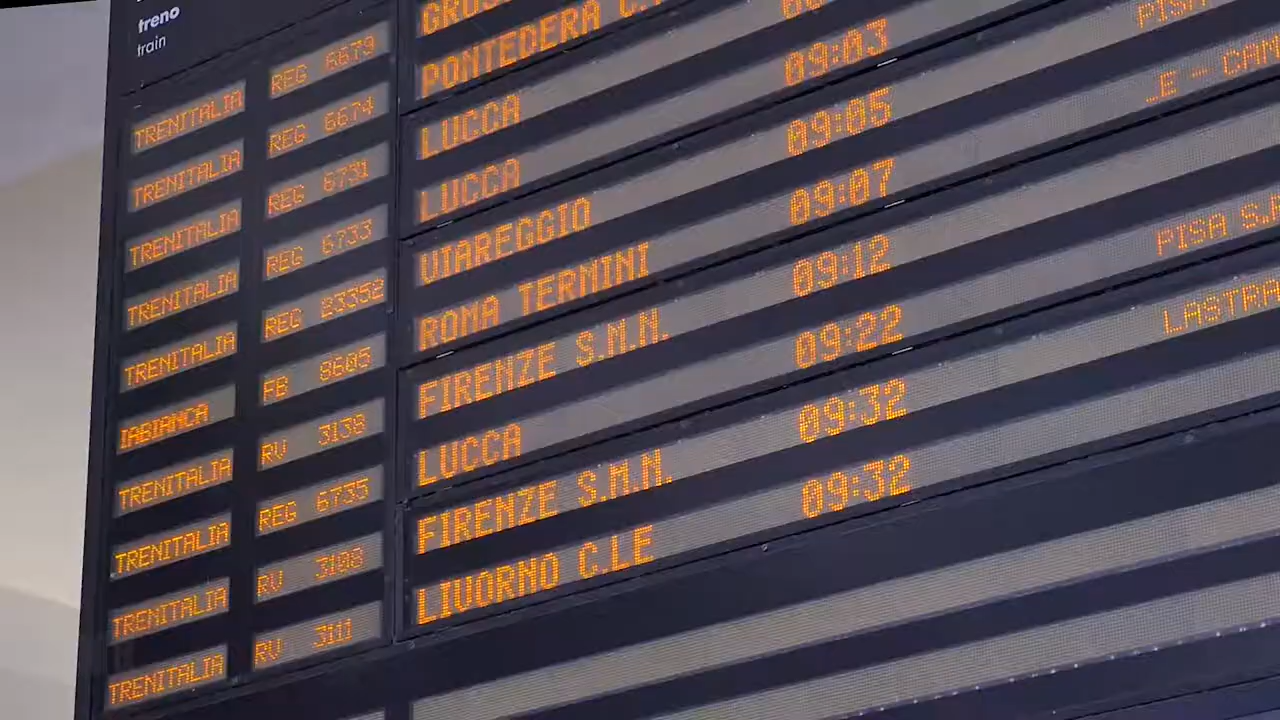 treno
train
TRENITALIA REG 6679
TRENITALIA REG 6674 PONTEDERA
TRENITALIA REG 6731 LUCCA
TRENITALIA REG 6733 LUCCA 09:03
TRENITALIA REG 23352 VIAREGGIO 09:05 PISA
IABIANCA FB 8605 ROMA TERMINI 09:07 …E - CAM
TRENITALIA RV 3138 FIRENZE S.M.N. 09:12
TRENITALIA REG 6735 LUCCA 09:22 PISA S.
TRENITALIA RV 3108 FIRENZE S.M.N. 09:32 LASTRA
TRENITALIA RV 3111 LIVORNO C.LE 09:32